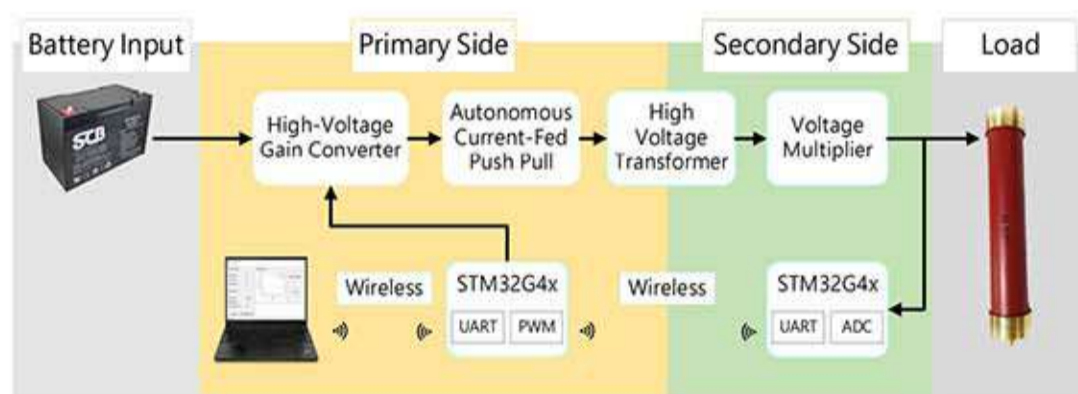 Battery Input
Primary Side
Secondary Side
Load
SCB
High-Voltage
Gain Converter
Autonomous
Current-Fed
Push Pull
High
Voltage
Transformer
Voltage
Multiplier
Wireless
STM32G4x
UART
PWM
Wireless
STM32G4x
UART
ADC